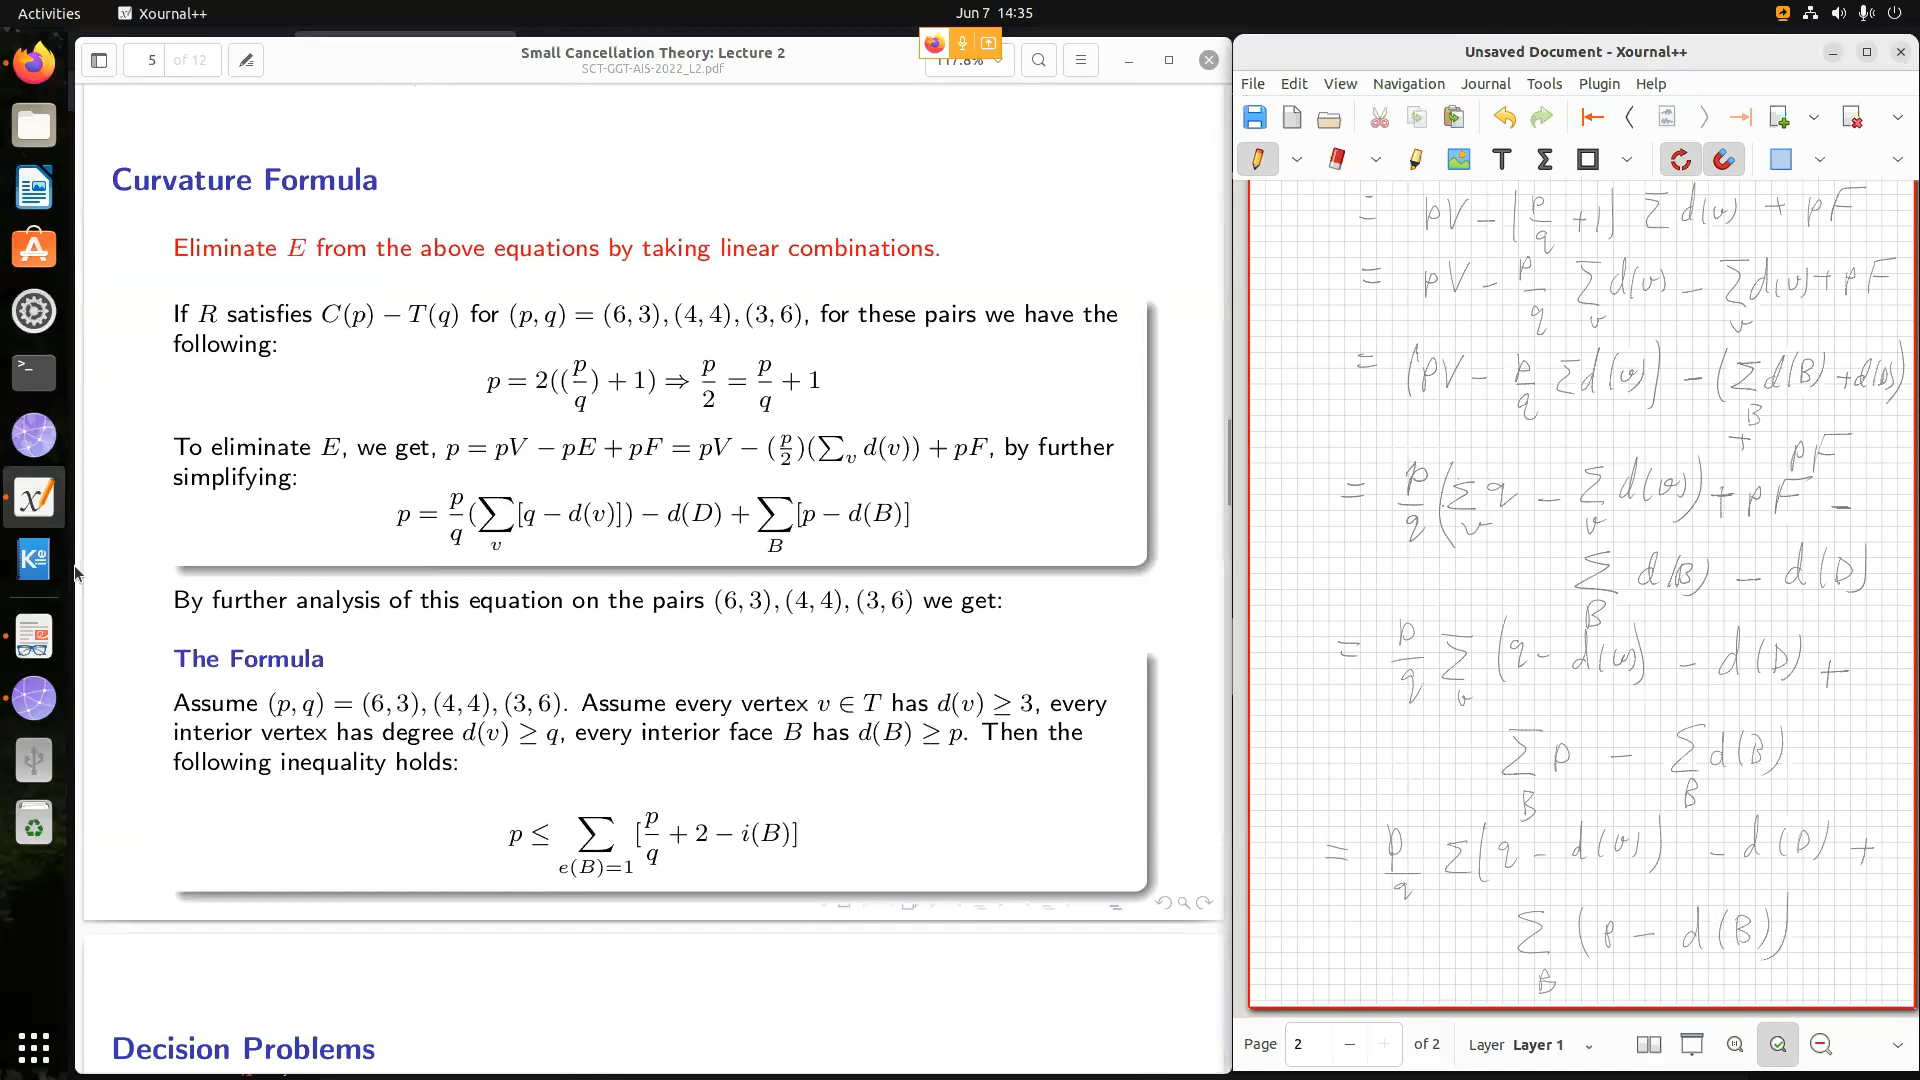 Activities
Xournal++
Jun 7 14:35
5 of 12
Small Cancellation Theory: Lecture 2
SCT-GGT-AIS-2022_L2.pdf
117.8%
Curvature Formula
Eliminate E from the above equations by taking linear combinations.
If R satisfies C(p) − T(q) for (p, q) = (6, 3), (4, 4), (3, 6), for these pairs we have the
following:
p = 2((p/q) + 1) ⇒ p/2 = p/q + 1
To eliminate E, we get, p = pV − pE + pF = pV − (p/2)(∑_v d(v)) + pF, by further
simplifying:
p = p/q (∑_v [q − d(v)]) − d(D) + ∑_B [p − d(B)]
By further analysis of this equation on the pairs (6, 3), (4, 4), (3, 6) we get:
The Formula
Assume (p, q) = (6, 3), (4, 4), (3, 6). Assume every vertex v ∈ T has d(v) ≥ 3, every
interior vertex has degree d(v) ≥ q, every interior face B has d(B) ≥ p. Then the
following inequality holds:
p ≤ ∑_{e(B)=1} [p/q + 2 − i(B)]
Decision Problems
Unsaved Document - Xournal++
File Edit View Navigation Journal Tools Plugin Help
= pV − [p/q + 1] ∑ d(v) + pF
= pV − p/q ∑_v d(v) − ∑_v d(v) + pF
= (pV − p/q ∑ d(v)) − (∑_B d(B) + d(D))
+ pF
= p/q (∑_v q − ∑_v d(v)) + pF −
∑_B d(B) − d(D)
= p/q ∑_v (q − d(v)) − d(D) +
∑_B p − ∑_B d(B)
= p/q ∑ (q − d(v)) − d(D) +
∑_B (p − d(B))
Page 2 of 2 Layer Layer 1